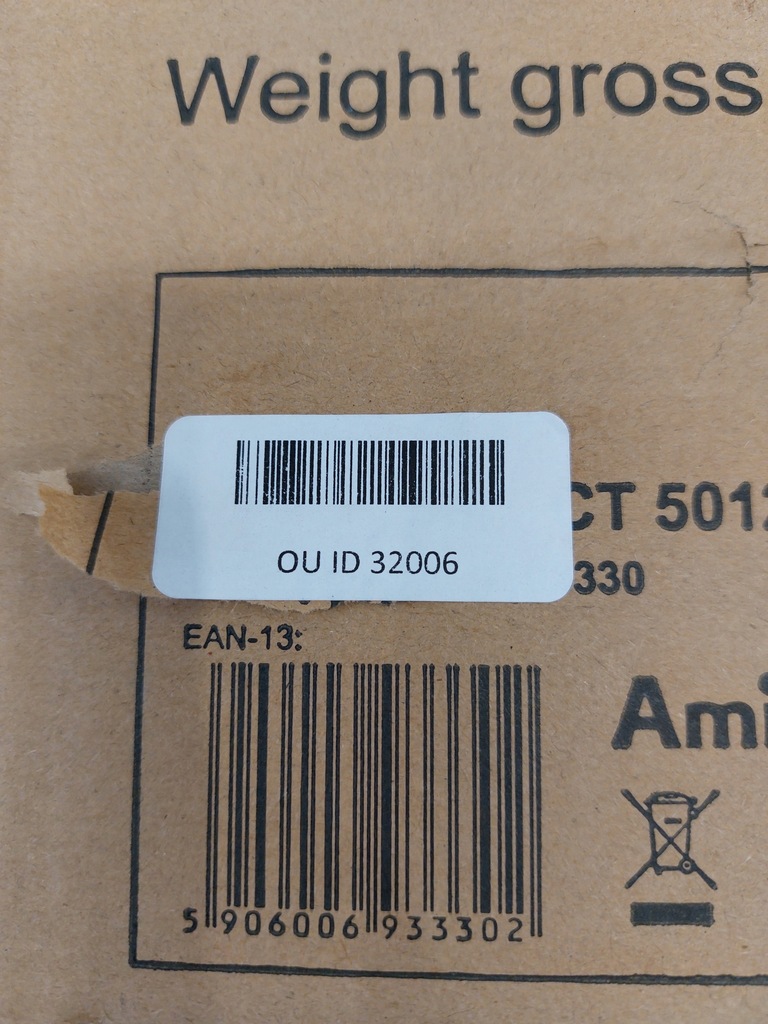 Weight gross
OU ID 32006
CT 501
330
EAN-13:
Ami
5 906006 933302